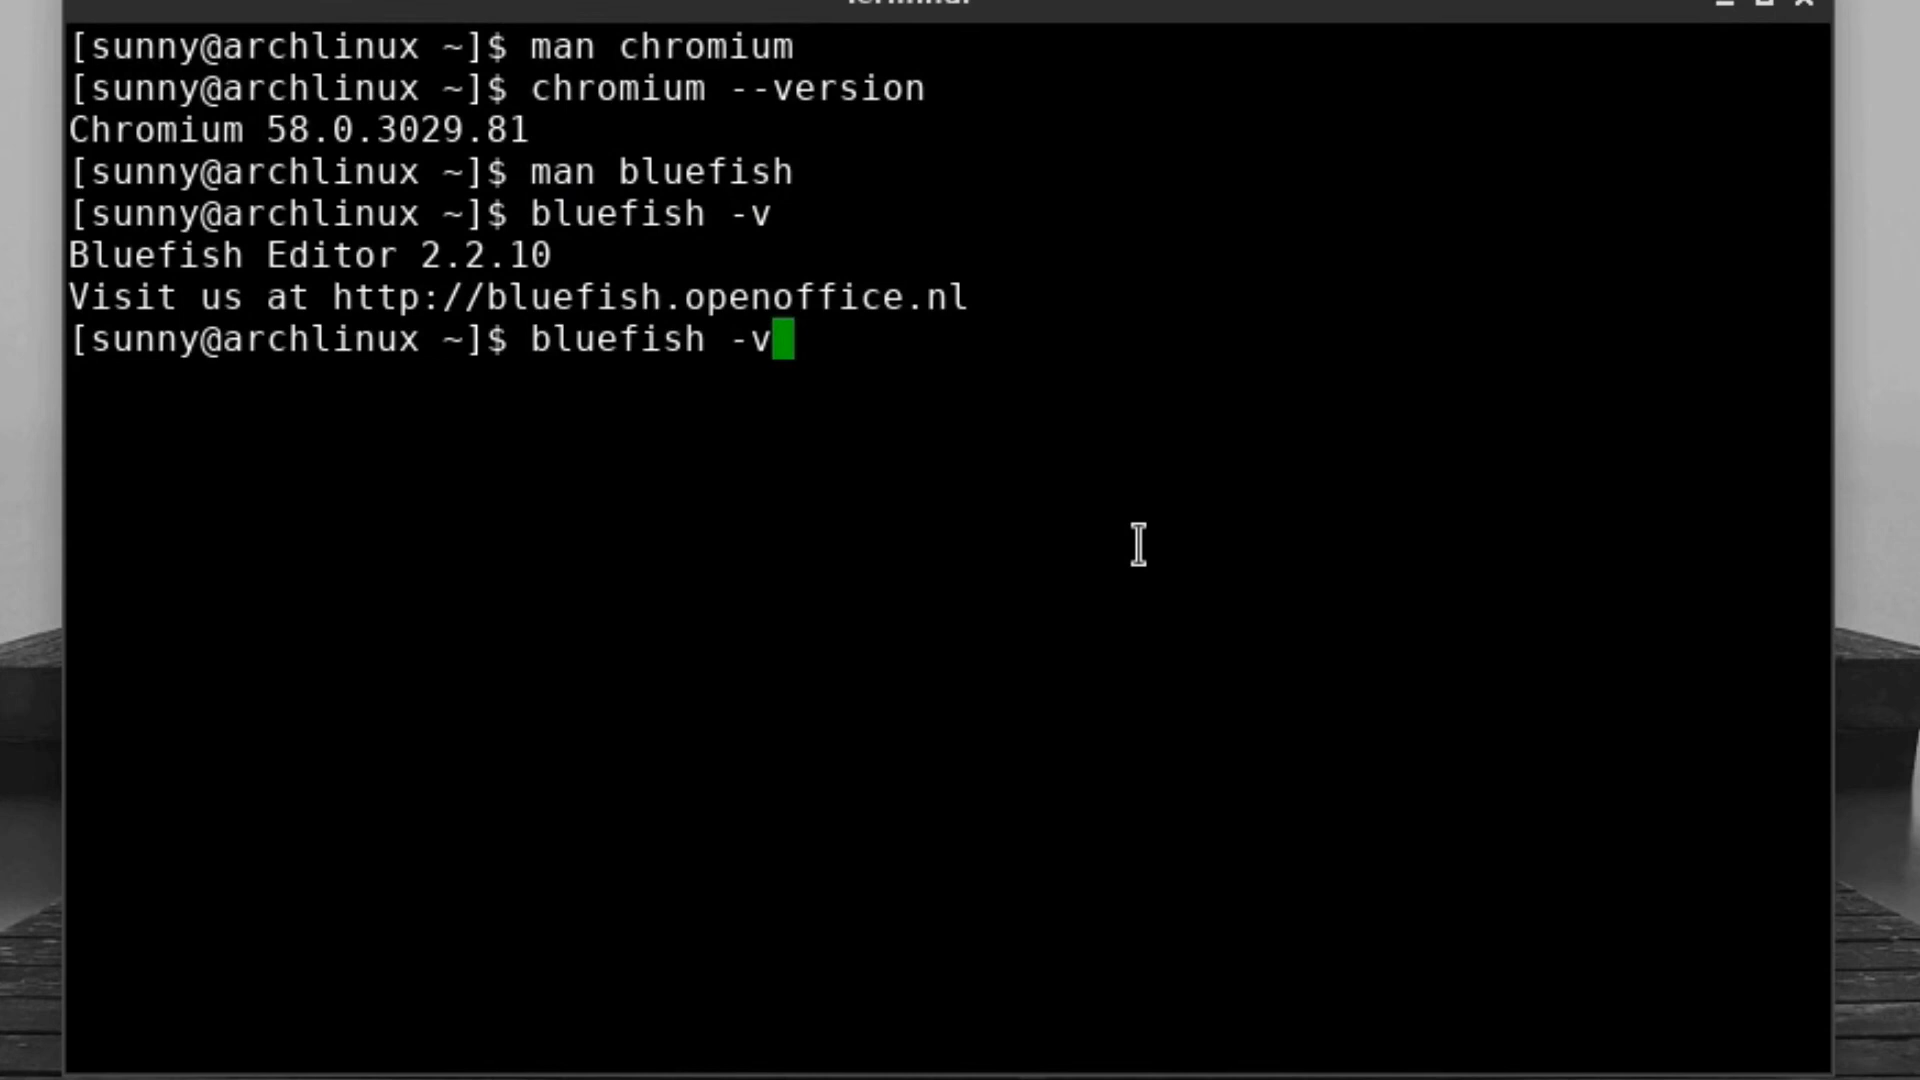 [sunny@archlinux ~]$ man chromium
[sunny@archlinux ~]$ chromium --version
Chromium 58.0.3029.81
[sunny@archlinux ~]$ man bluefish
[sunny@archlinux ~]$ bluefish -v
Bluefish Editor 2.2.10
Visit us at http://bluefish.openoffice.nl
[sunny@archlinux ~]$ bluefish -v